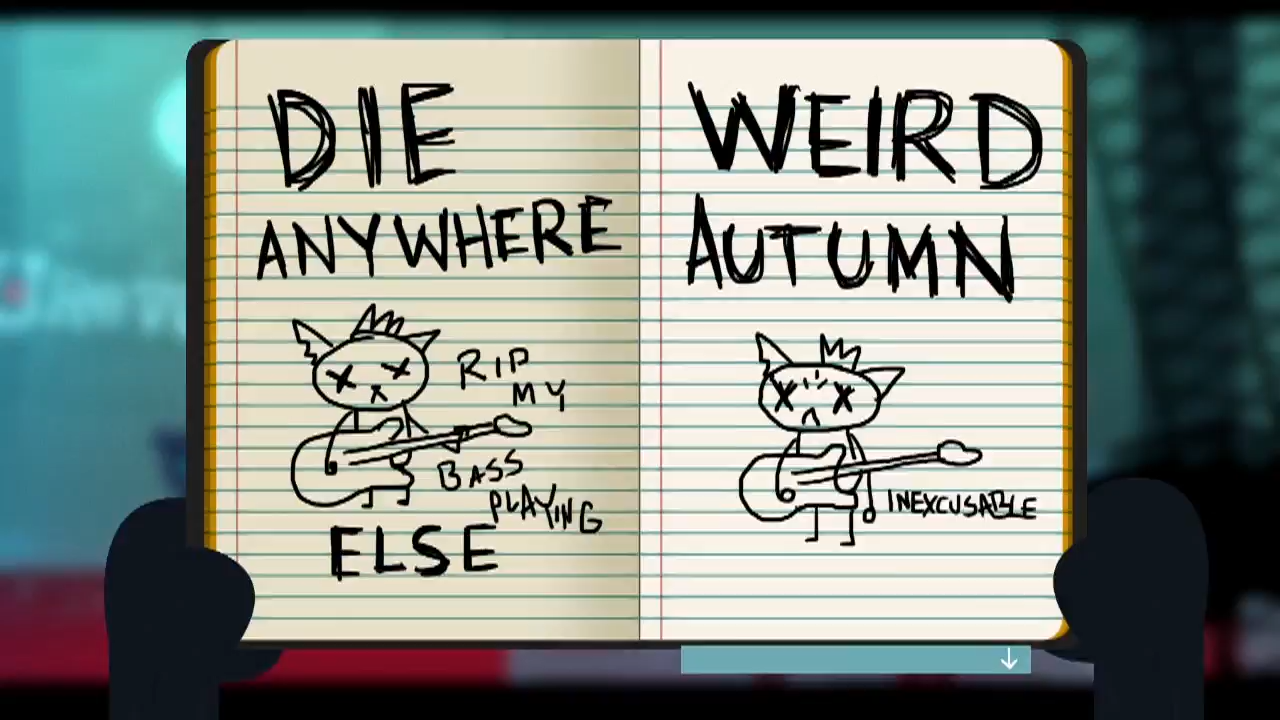 DIE
ANYWHERE
RIP
MY
BASS
PLAYING
ELSE
WEIRD
AUTUMN
INEXCUSABLE